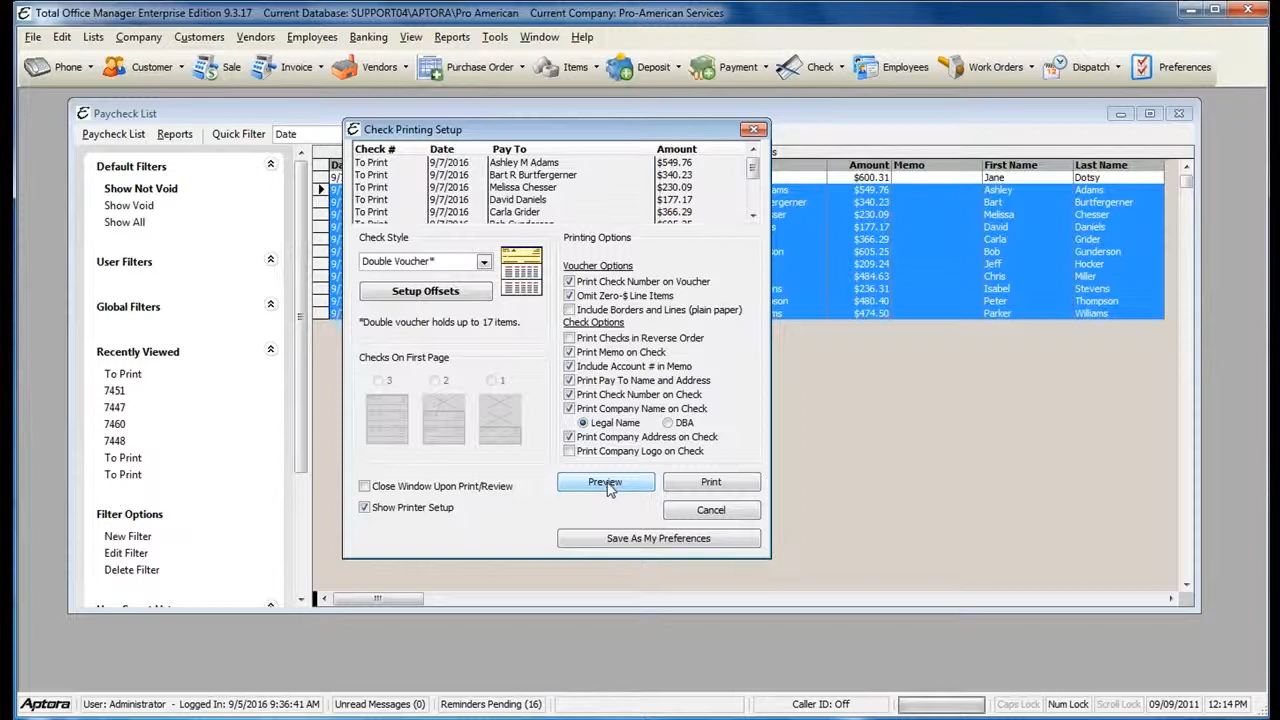 Total Office Manager Enterprise Edition 9.3.17 Current Database: SUPPORT04\APTORA\Pro American Current Company: Pro-American Services
File Edit Lists Company Customers Vendors Employees Banking View Reports Tools Window Help
Phone Customer Sale Invoice Vendors Purchase Order Items Deposit Payment Check Employees Work Orders Dispatch Preferences
Paycheck List
Paycheck List Reports Quick Filter Date
Default Filters
Show Not Void
Show Void
Show All
User Filters
Global Filters
Recently Viewed
To Print
7451
7447
7460
7448
To Print
To Print
Filter Options
New Filter
Edit Filter
Delete Filter
Check Printing Setup
Check # Date Pay To Amount
To Print 9/7/2016 Ashley M Adams $549.76
To Print 9/7/2016 Bart R Burtfergerner $340.23
To Print 9/7/2016 Melissa Chesser $230.09
To Print 9/7/2016 David Daniels $177.17
To Print 9/7/2016 Carla Grider $366.29
Check Style
Double Voucher*
Setup Offsets
*Double voucher holds up to 17 items.
Checks On First Page
3 2 1
Close Window Upon Print/Review
Show Printer Setup
Printing Options
Voucher Options
Print Check Number on Voucher
Omit Zero-$ Line Items
Include Borders and Lines (plain paper)
Check Options
Print Checks in Reverse Order
Print Memo on Check
Include Account # in Memo
Print Pay To Name and Address
Print Check Number on Check
Print Company Name on Check
Legal Name DBA
Print Company Address on Check
Print Company Logo on Check
Preview Print
Cancel
Save As My Preferences
Amount Memo First Name Last Name
$600.31 Jane Dotsy
$549.76 Ashley Adams
$340.23 Bart Burtfergerner
$230.09 Melissa Chesser
$177.17 David Daniels
$366.29 Carla Grider
$605.25 Bob Gunderson
$209.24 Jeff Hocker
$484.63 Chris Miller
$236.31 Isabel Stevens
$480.40 Peter Thompson
$474.50 Parker Williams
Aptora User: Administrator - Logged In: 9/5/2016 9:36:41 AM Unread Messages (0) Reminders Pending (16) Caller ID: Off Caps Lock Num Lock Scroll Lock 09/09/2011 12:14 PM